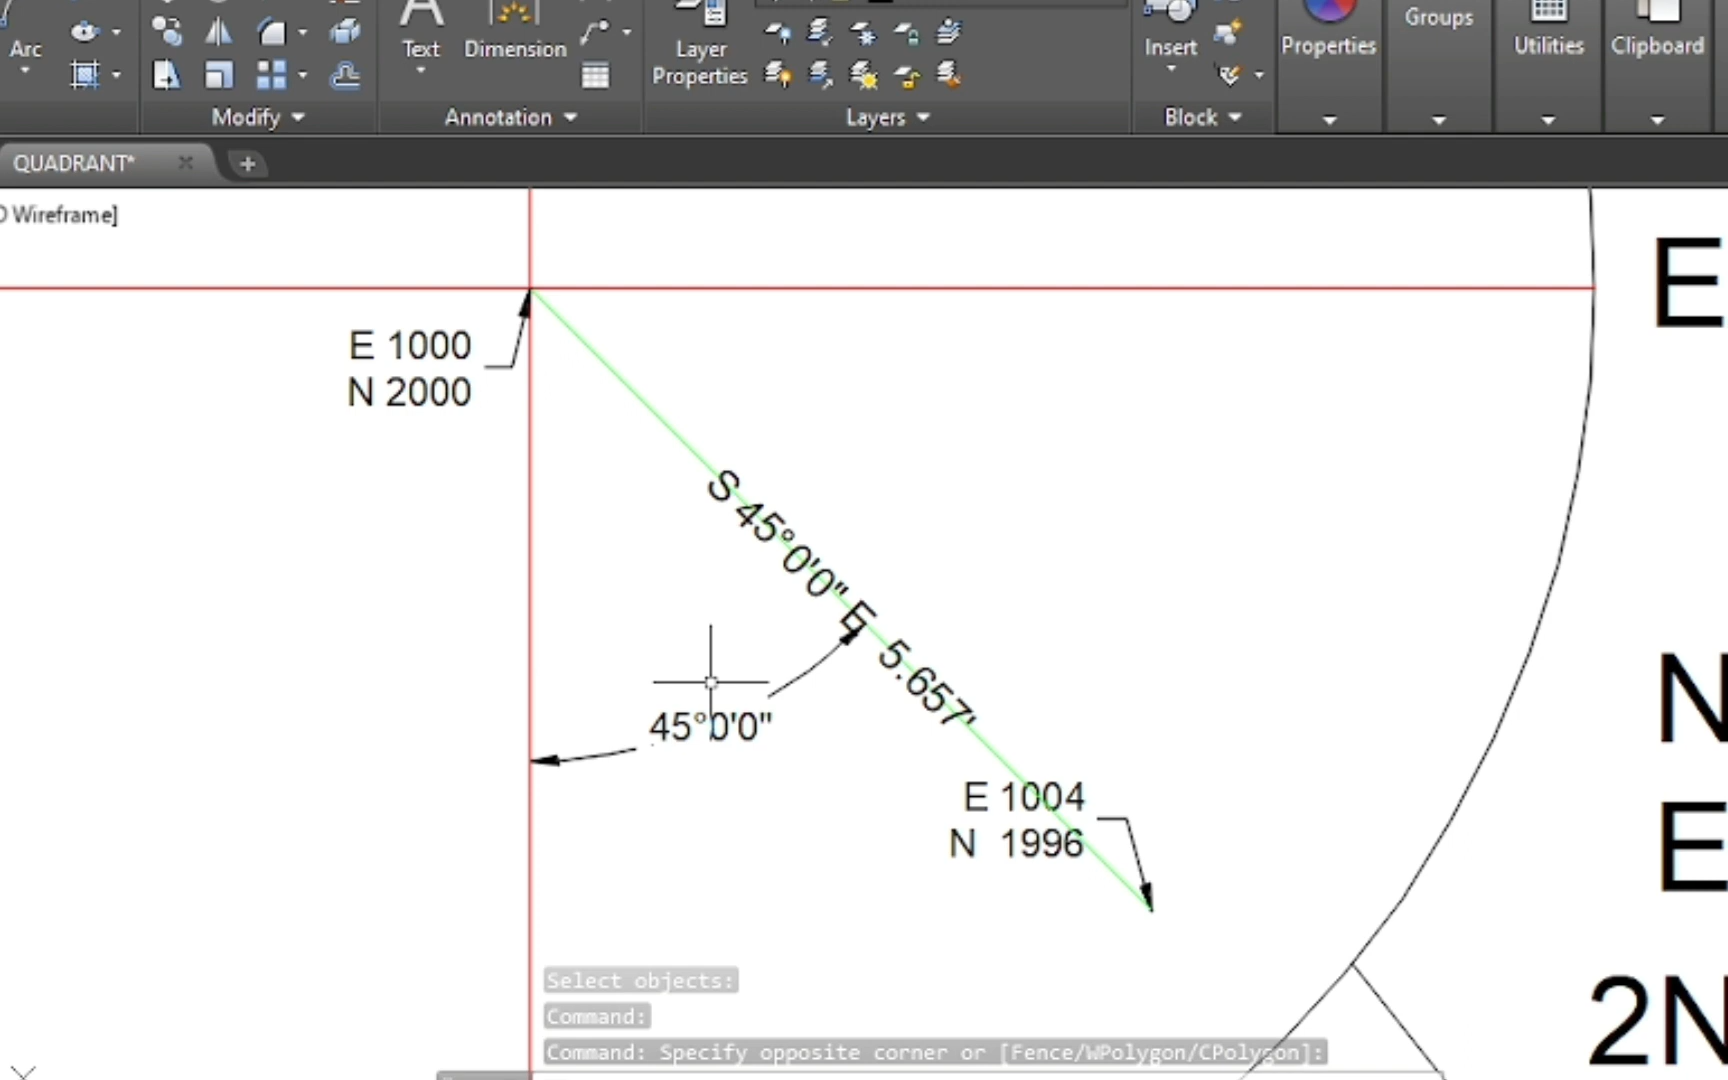 Groups
Arc
Text
Dimension
Layer
Properties
Insert
Properties
Utilities
Clipboard
Modify
Annotation
Layers
Block
QUADRANT*
Wireframe]
E
E 1000
N 2000
S 45°0'0" E 5.657'
45°0'0"
N
E 1004
N 1996
E
2N
Select objects:
Command:
Command: Specify opposite corner or [Fence/WPolygon/CPolygon]: